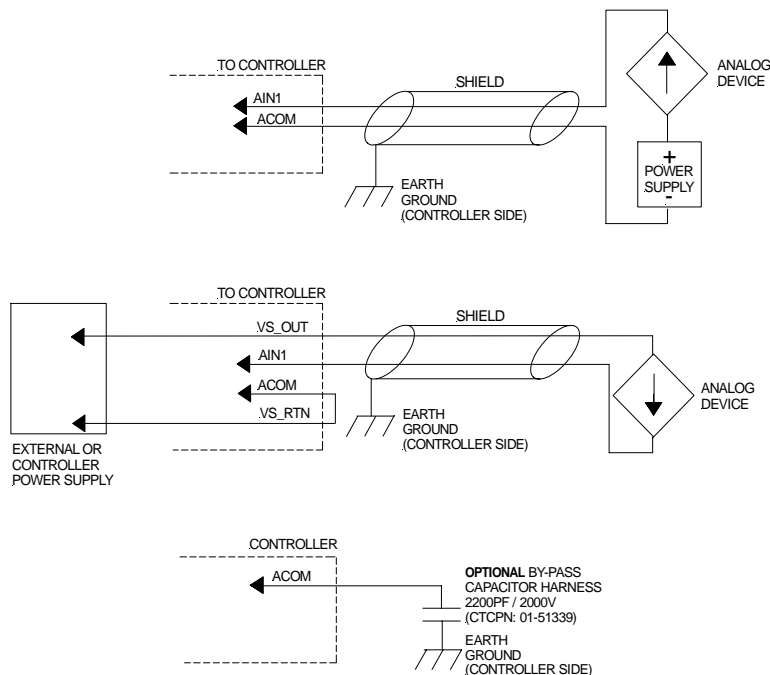 TO CONTROLLER
SHIELD
ANALOG
DEVICE
AIN1
ACOM
+
POWER
SUPPLY
-
EARTH
GROUND
(CONTROLLER SIDE)
TO CONTROLLER
SHIELD
VS_OUT
AIN1
ACOM
VS_RTN
ANALOG
DEVICE
EARTH
GROUND
(CONTROLLER SIDE)
EXTERNAL OR
CONTROLLER
POWER SUPPLY
CONTROLLER
ACOM
OPTIONAL BY-PASS
CAPACITOR HARNESS
2200PF / 2000V
(CTCPN: 01-51339)
EARTH
GROUND
(CONTROLLER SIDE)